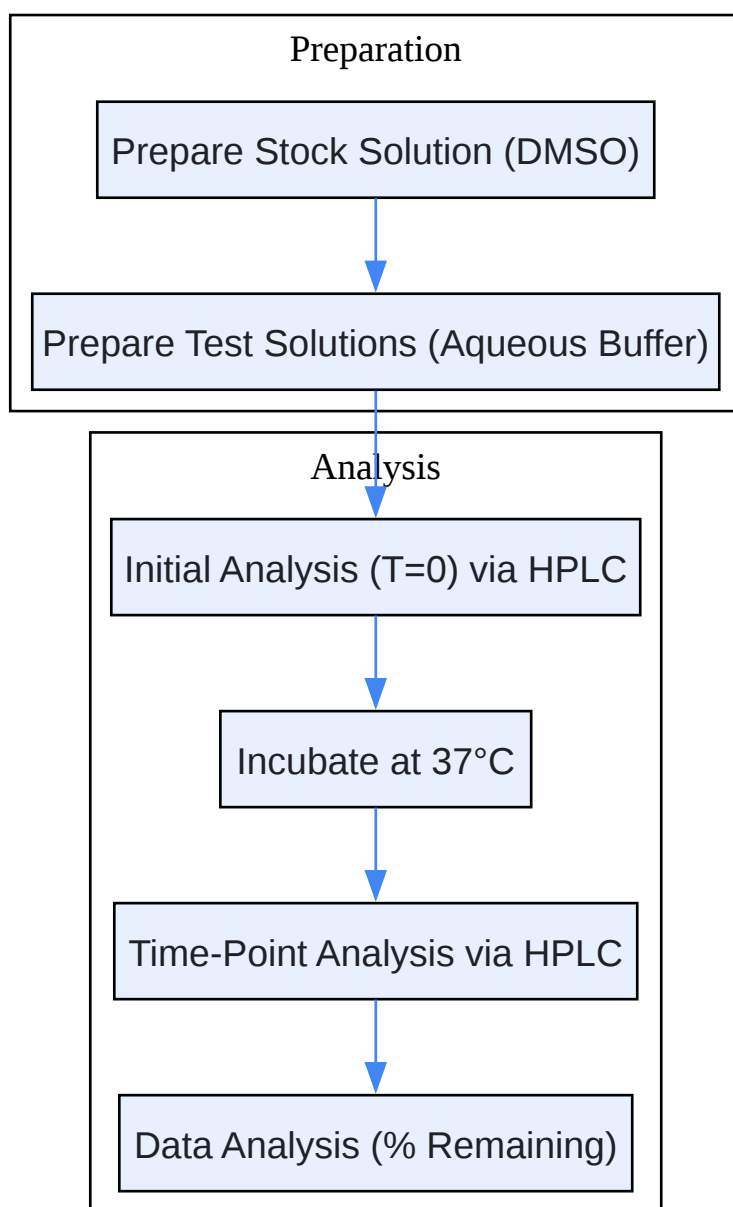 Preparation
Prepare Stock Solution (DMSO)
Prepare Test Solutions (Aqueous Buffer)
Analysis
Initial Analysis (T=0) via HPLC
Incubate at 37°C
Time-Point Analysis via HPLC
Data Analysis (% Remaining)